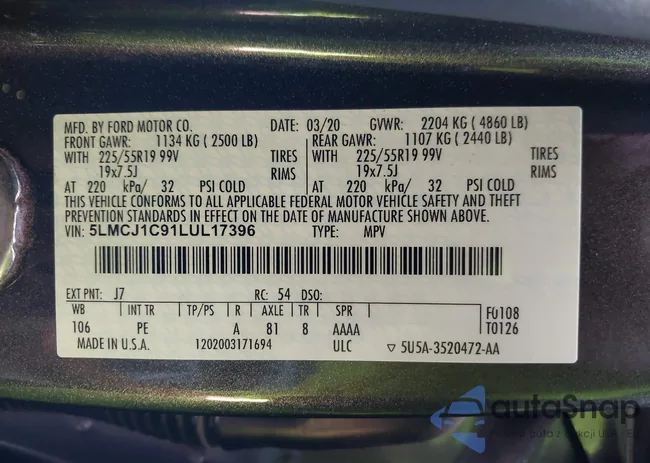 MFD. BY FORD MOTOR CO. DATE: 03/20 GVWR: 2204 KG ( 4860 LB)
FRONT GAWR: 1134 KG ( 2500 LB) REAR GAWR: 1107 KG ( 2440 LB)
WITH 225/55R19 99V TIRES WITH 225/55R19 99V TIRES
19x7.5J RIMS 19x7.5J RIMS
AT 220 kPa/ 32 PSI COLD AT 220 kPa/ 32 PSI COLD
THIS VEHICLE CONFORMS TO ALL APPLICABLE FEDERAL MOTOR VEHICLE SAFETY AND THEFT
PREVENTION STANDARDS IN EFFECT ON THE DATE OF MANUFACTURE SHOWN ABOVE.
VIN: 5LMCJ1C91LUL17396 TYPE: MPV
EXT PNT: J7 RC: 54 DSO:
WB INT TR TP/PS R AXLE TR SPR F0108
106 PE A 81 8 AAAA T0126
MADE IN U.S.A. 1202003171694 ULC ▽ 5U5A-3520472-AA
autoSnap